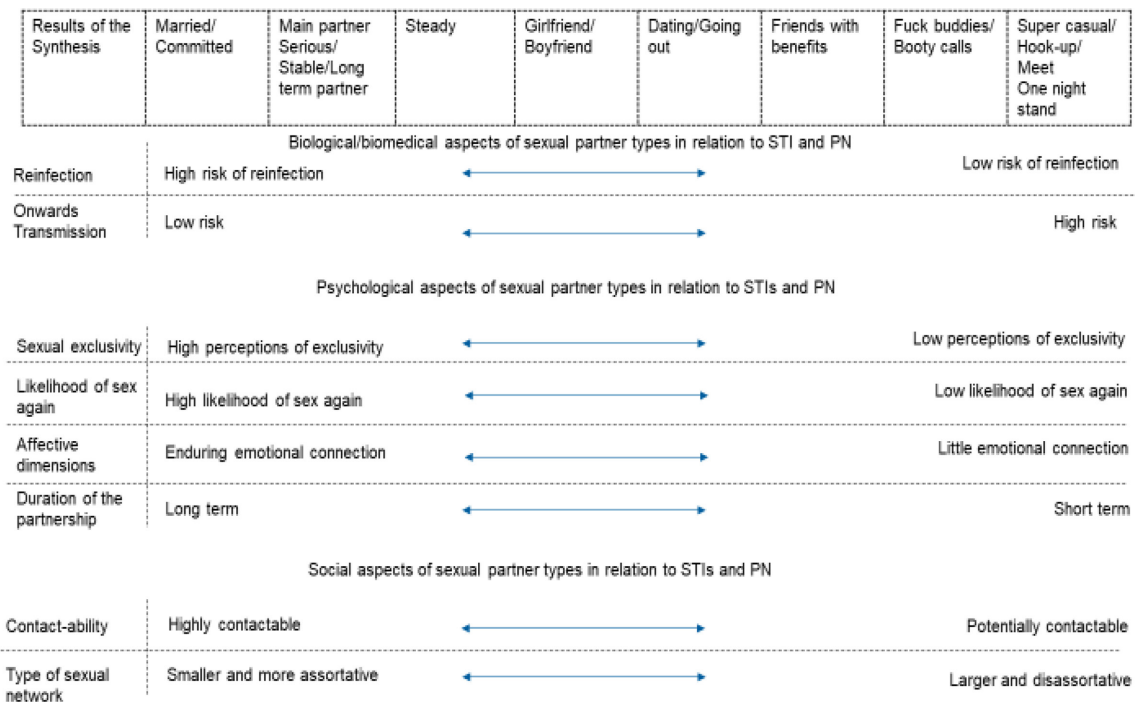 Results of the
Synthesis
Married/
Committed
Main partner
Serious/
Stable/Long
term partner
Steady
Girlfriend/
Boyfriend
Dating/Going
out
Friends with
benefits
Fuck buddies/
Booty calls
Super casual/
Hook-up/
Meet
One night
stand
Biological/biomedical aspects of sexual partner types in relation to STI and PN
Reinfection
High risk of reinfection
Low risk of reinfection
Onwards
Transmission
Low risk
High risk
Psychological aspects of sexual partner types in relation to STIs and PN
Sexual exclusivity
High perceptions of exclusivity
Low perceptions of exclusivity
Likelihood of sex
again
High likelihood of sex again
Low likelihood of sex again
Affective
dimensions
Enduring emotional connection
Little emotional connection
Duration of the
partnership
Long term
Short term
Social aspects of sexual partner types in relation to STIs and PN
Contact-ability
Highly contactable
Potentially contactable
Type of sexual
network
Smaller and more assortative
Larger and disassortative